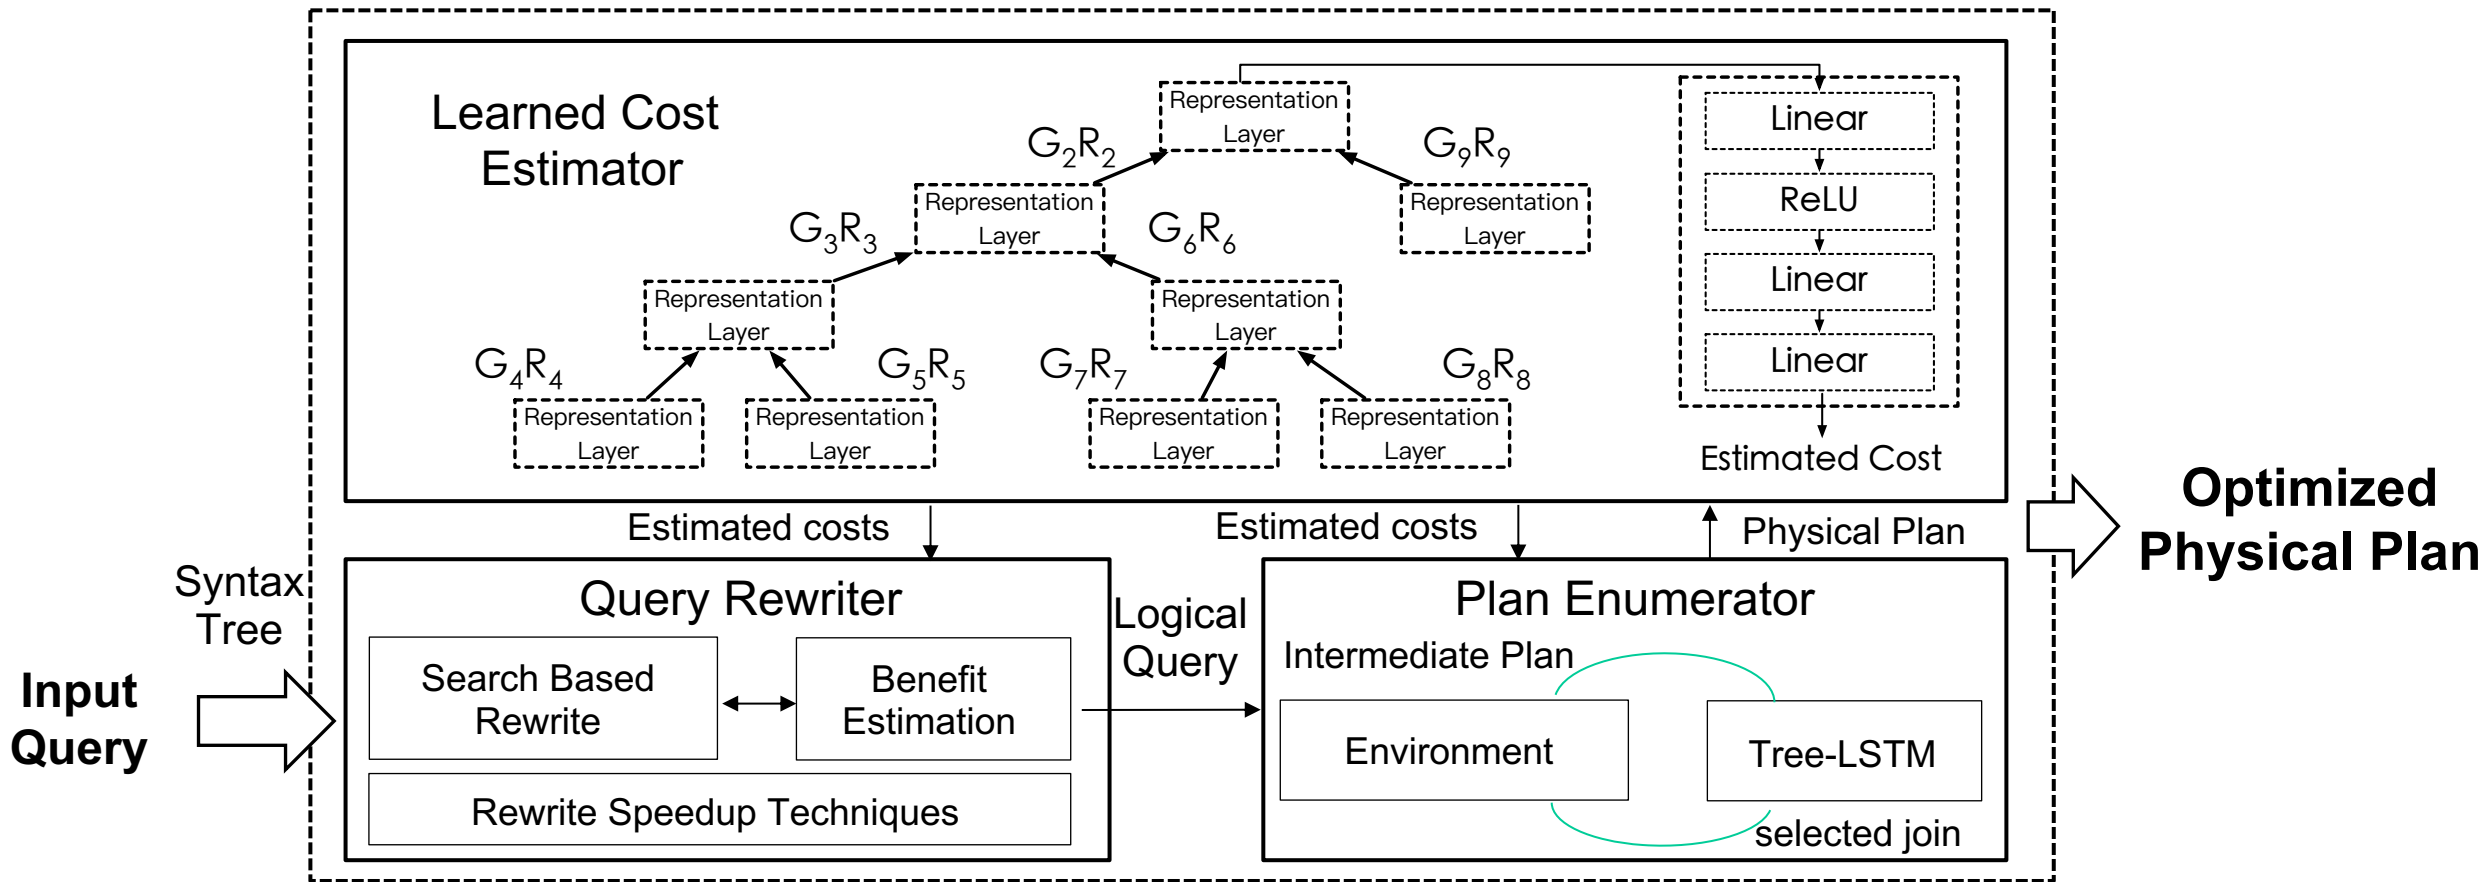 Learned Cost
Estimator
Representation
Layer
G₂R₂
G₉R₉
Representation
Layer
Representation
Layer
G₃R₃
G₆R₆
Representation
Layer
Representation
Layer
G₄R₄
G₅R₅
G₇R₇
G₈R₈
Representation
Layer
Representation
Layer
Representation
Layer
Representation
Layer
Linear
ReLU
Linear
Linear
Estimated Cost
Estimated costs
Estimated costs
Physical Plan
Optimized
Physical Plan
Syntax
Tree
Input
Query
Query Rewriter
Search Based
Rewrite
Benefit
Estimation
Rewrite Speedup Techniques
Logical
Query
Plan Enumerator
Intermediate Plan
Environment
Tree-LSTM
selected join